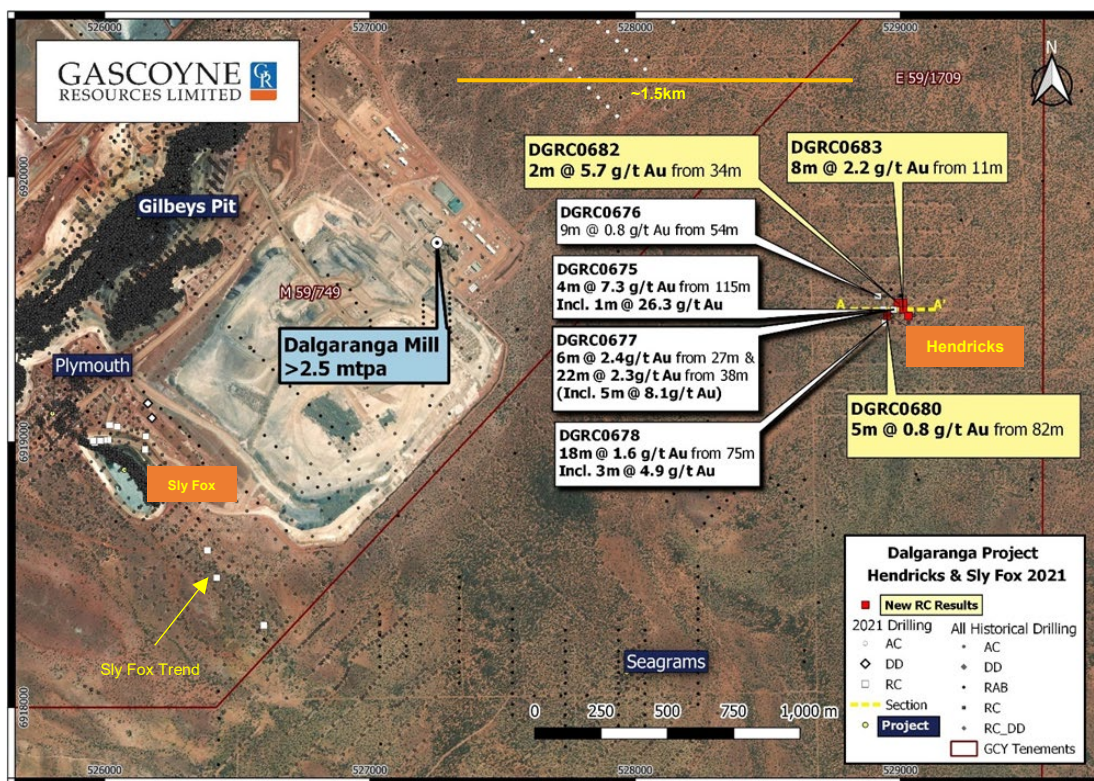 526000
527000
528000
529000
GASCOYNE
RESOURCES LIMITED
GR
~1.5km
E 59/1709
N
6920000
DGRC0682
2m @ 5.7 g/t Au from 34m
DGRC0683
8m @ 2.2 g/t Au from 11m
Gilbeys Pit
DGRC0676
9m @ 0.8 g/t Au from 54m
M 59/749
DGRC0675
4m @ 7.3 g/t Au from 115m
Incl. 1m @ 26.3 g/t Au
A
A'
Dalgaranga Mill
>2.5 mtpa
Hendricks
DGRC0677
6m @ 2.4g/t Au from 27m &
22m @ 2.3g/t Au from 38m
(Incl. 5m @ 8.1g/t Au)
Plymouth
DGRC0680
5m @ 0.8 g/t Au from 82m
DGRC0678
18m @ 1.6 g/t Au from 75m
Incl. 3m @ 4.9 g/t Au
6919000
6919000
Sly Fox
Sly Fox Trend
Seagrams
Dalgaranga Project
Hendricks & Sly Fox 2021
New RC Results
2021 Drilling
AC
DD
RC
Section
Project
All Historical Drilling
AC
DD
RAB
RC
RC_DD
GCY Tenements
0 250 500 750 1,000 m
6918000
526000
527000
528000
529000